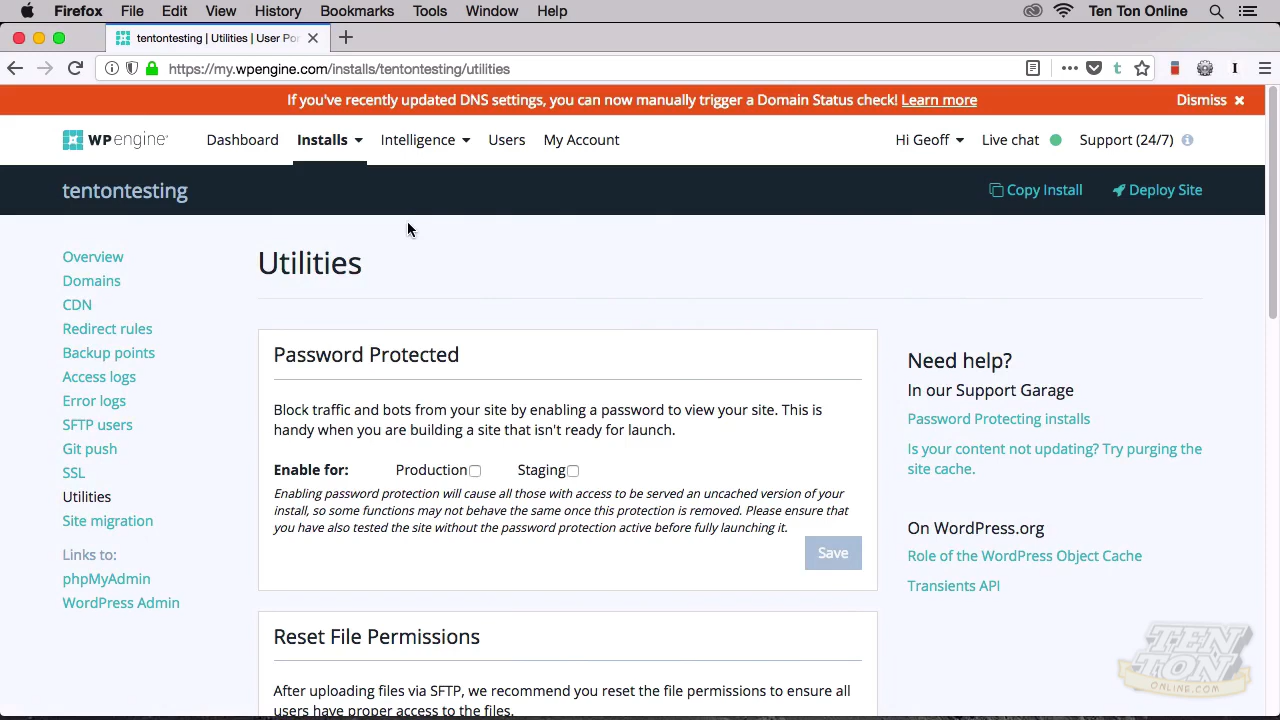 Firefox File Edit View History Bookmarks Tools Window Help Ten Ton Online
tentontesting | Utilities | User Por
https://my.wpengine.com/installs/tentontesting/utilities
If you've recently updated DNS settings, you can now manually trigger a Domain Status check! Learn more Dismiss ×
WPengine Dashboard Installs Intelligence Users My Account Hi Geoff Live chat Support (24/7)
tentontesting Copy Install Deploy Site
Overview
Domains
CDN
Redirect rules
Backup points
Access logs
Error logs
SFTP users
Git push
SSL
Utilities
Site migration
Links to:
phpMyAdmin
WordPress Admin
Utilities
Password Protected
Block traffic and bots from your site by enabling a password to view your site. This is
handy when you are building a site that isn't ready for launch.
Enable for: Production Staging
Enabling password protection will cause all those with access to be served an uncached version of your
install, so some functions may not behave the same once this protection is removed. Please ensure that
you have also tested the site without the password protection active before fully launching it.
Save
Reset File Permissions
After uploading files via SFTP, we recommend you reset the file permissions to ensure all
users have proper access to the files.
Need help?
In our Support Garage
Password Protecting installs
Is your content not updating? Try purging the
site cache.
On WordPress.org
Role of the WordPress Object Cache
Transients API
TEN
TON
ONLINE.COM